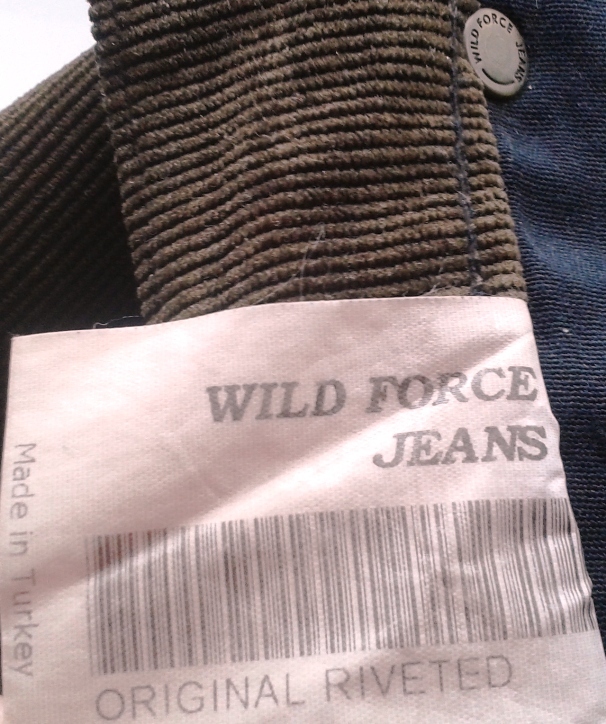 WILD FORCE JEANS
WILD FORCE
JEANS
Made in Turkey
ORIGINAL RIVETED